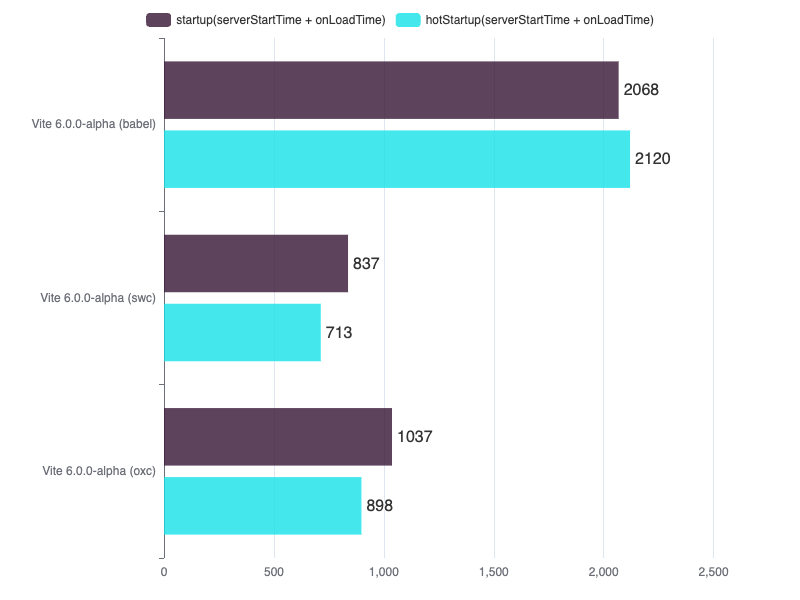 startup(serverStartTime + onLoadTime) hotStartup(serverStartTime + onLoadTime)
2068
Vite 6.0.0-alpha (babel)
2120
837
Vite 6.0.0-alpha (swc)
713
1037
Vite 6.0.0-alpha (oxc)
898
0 500 1,000 1,500 2,000 2,500